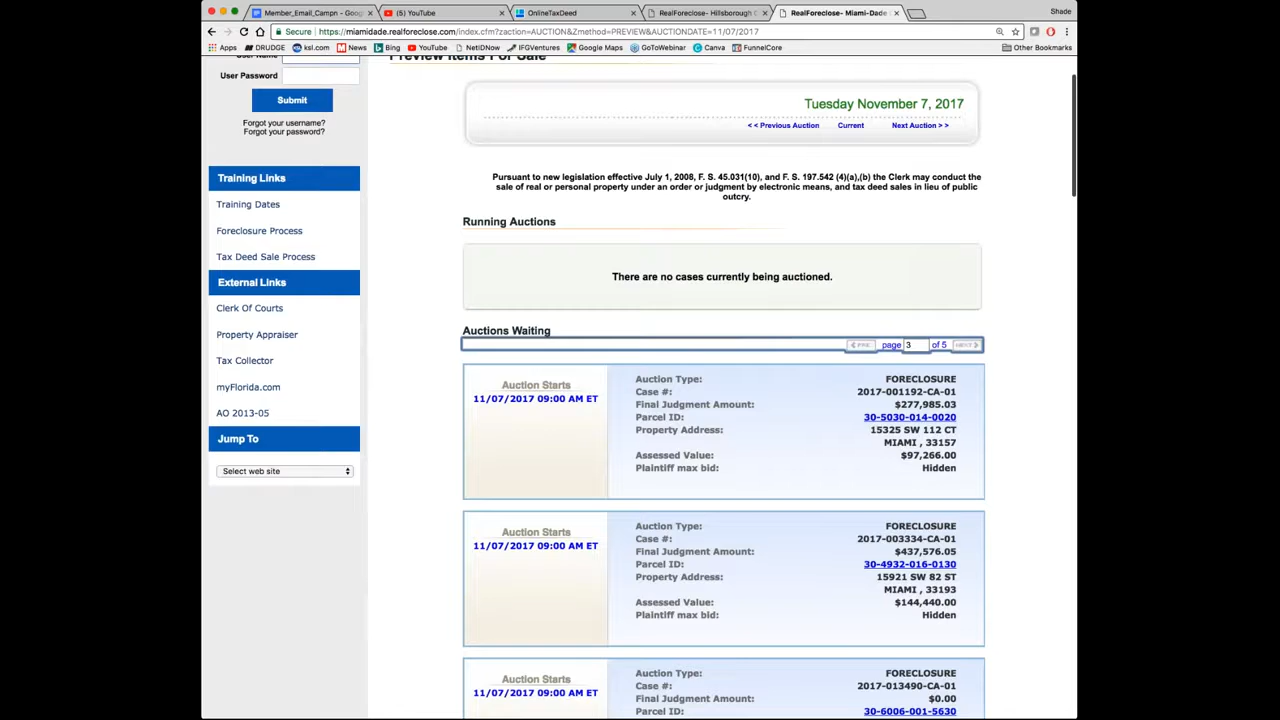 Member_Email_Campn - Goog
(5) YouTube
OnlineTaxDeed
RealForeclose- Hillsborough C
RealForeclose- Miami-Dade
Shade
Secure
https://miamidade.realforeclose.com/index.cfm?zaction=AUCTION&Zmethod=PREVIEW&AUCTIONDATE=11/07/2017
Apps
DRUDGE
ksl.com
News
Bing
YouTube
NetIDNow
IFGVentures
Google Maps
GoToWebinar
Canva
FunnelCore
Other Bookmarks
Preview Items For Sale
User Name
User Password
Submit
Forgot your username?
Forgot your password?
Training Links
Training Dates
Foreclosure Process
Tax Deed Sale Process
External Links
Clerk Of Courts
Property Appraiser
Tax Collector
myFlorida.com
AO 2013-05
Jump To
Select web site
Tuesday November 7, 2017
<< Previous Auction Current Next Auction >>
Pursuant to new legislation effective July 1, 2008, F. S. 45.031(10), and F. S. 197.542 (4)(a),(b) the Clerk may conduct the
sale of real or personal property under an order or judgment by electronic means, and tax deed sales in lieu of public
outcry.
Running Auctions
There are no cases currently being auctioned.
Auctions Waiting
PRE page 3 of 5 NEXT
Auction Starts
11/07/2017 09:00 AM ET
Auction Type: FORECLOSURE
Case #: 2017-001192-CA-01
Final Judgment Amount: $277,985.03
Parcel ID: 30-5030-014-0020
Property Address: 15325 SW 112 CT
MIAMI , 33157
Assessed Value: $97,266.00
Plaintiff max bid: Hidden
Auction Starts
11/07/2017 09:00 AM ET
Auction Type: FORECLOSURE
Case #: 2017-003334-CA-01
Final Judgment Amount: $437,576.05
Parcel ID: 30-4932-016-0130
Property Address: 15921 SW 82 ST
MIAMI , 33193
Assessed Value: $144,440.00
Plaintiff max bid: Hidden
Auction Starts
11/07/2017 09:00 AM ET
Auction Type: FORECLOSURE
Case #: 2017-013490-CA-01
Final Judgment Amount: $0.00
Parcel ID: 30-6006-001-5630